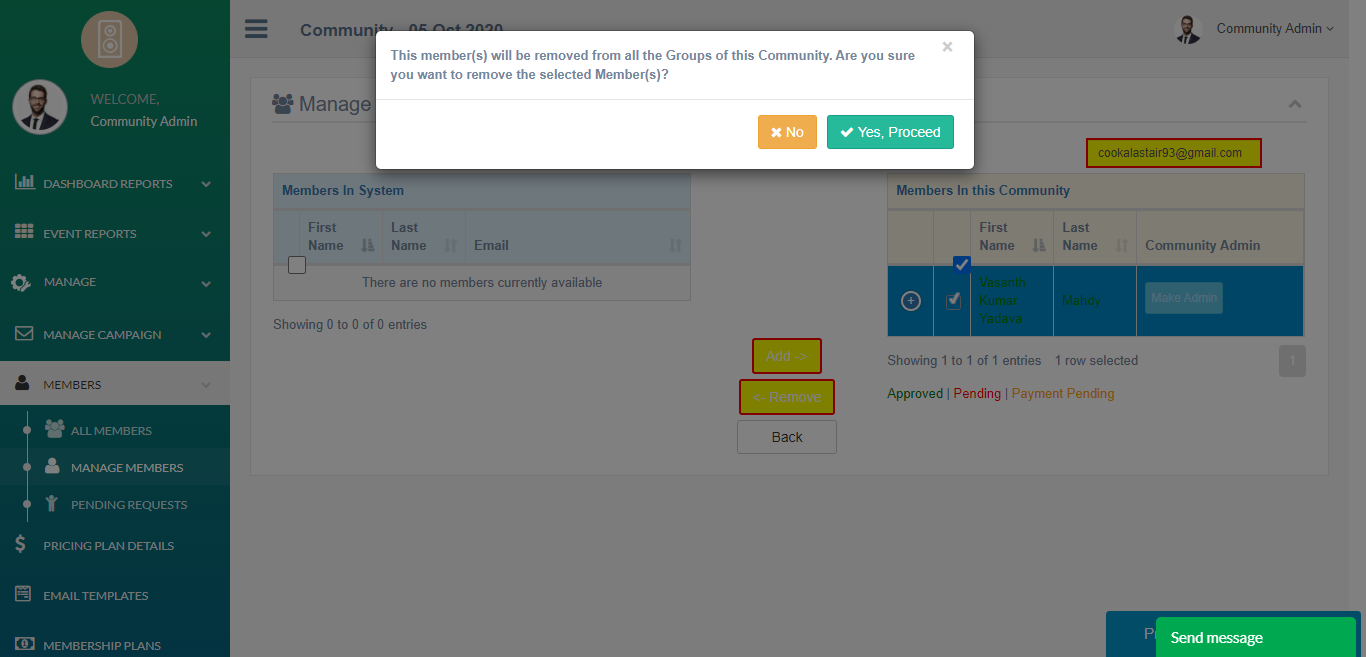 Community - 05 Oct 2020
Community Admin
WELCOME,
Community Admin
DASHBOARD REPORTS
EVENT REPORTS
MANAGE
MANAGE CAMPAIGN
MEMBERS
ALL MEMBERS
MANAGE MEMBERS
PENDING REQUESTS
PRICING PLAN DETAILS
EMAIL TEMPLATES
MEMBERSHIP PLANS
This member(s) will be removed from all the Groups of this Community. Are you sure
you want to remove the selected Member(s)?
No
Yes, Proceed
Manage
cookalastair93@gmail.com
Members In System
First
Name
Last
Name
Email
There are no members currently available
Showing 0 to 0 of 0 entries
Add ->
<- Remove
Back
Members In this Community
First
Name
Last
Name
Community Admin
Vasanth
Kumar
Yadava
Mahdy
Make Admin
Showing 1 to 1 of 1 entries 1 row selected
1
Approved | Pending | Payment Pending
Send message